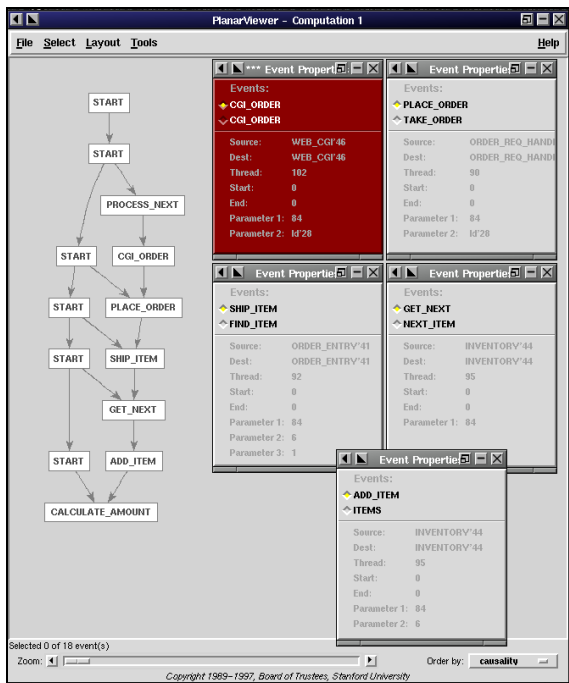 PlanarViewer - Computation 1
File Select Layout Tools Help
START
START
PROCESS_NEXT
START CGI_ORDER
START PLACE_ORDER
START SHIP_ITEM
GET_NEXT
START ADD_ITEM
CALCULATE_AMOUNT
*** Event Properti
Events:
CGI_ORDER
CGI_ORDER
Source: WEB_CGI'46
Dest: WEB_CGI'46
Thread: 102
Start: 0
End: 0
Parameter 1: 84
Parameter 2: Id'28
Event Propertie
Events:
PLACE_ORDER
TAKE_ORDER
Source: ORDER_REQ_HANDL
Dest: ORDER_REQ_HANDL
Thread: 90
Start: 0
End: 0
Parameter 1: 84
Parameter 2: Id'28
Event Propertie
Events:
SHIP_ITEM
FIND_ITEM
Source: ORDER_ENTRY'41
Dest: ORDER_ENTRY'41
Thread: 92
Start: 0
End: 0
Parameter 1: 84
Parameter 2: 6
Parameter 3: 1
Event Propertie
Events:
GET_NEXT
NEXT_ITEM
Source: INVENTORY'44
Dest: INVENTORY'44
Thread: 95
Start: 0
End: 0
Parameter 1: 84
Event Propertie
Events:
ADD_ITEM
ITEMS
Source: INVENTORY'44
Dest: INVENTORY'44
Thread: 95
Start: 0
End: 0
Parameter 1: 84
Parameter 2: 6
Selected 0 of 18 event(s)
Zoom: Order by: causality
Copyright 1989-1997, Board of Trustees, Stanford University